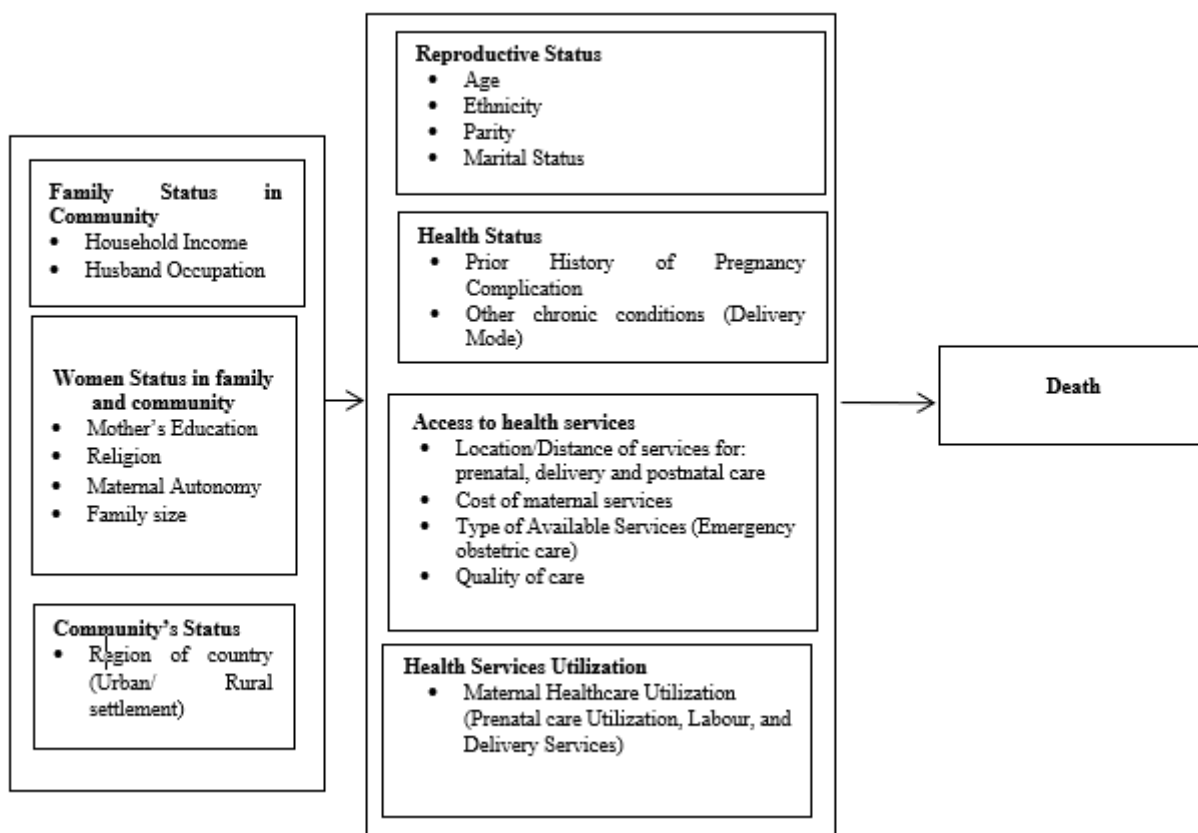 Family Status in
Community
• Household Income
• Husband Occupation
Women Status in family
and community
• Mother's Education
• Religion
• Maternal Autonomy
• Family size
Community's Status
• Region of country
(Urban/ Rural
settlement)
Reproductive Status
• Age
• Ethnicity
• Parity
• Marital Status
Health Status
• Prior History of Pregnancy
Complication
• Other chronic conditions (Delivery
Mode)
Access to health services
• Location/Distance of services for:
prenatal, delivery and postnatal care
• Cost of maternal services
• Type of Available Services (Emergency
obstetric care)
• Quality of care
Health Services Utilization
• Maternal Healthcare Utilization
(Prenatal care Utilization, Labour, and
Delivery Services)
Death